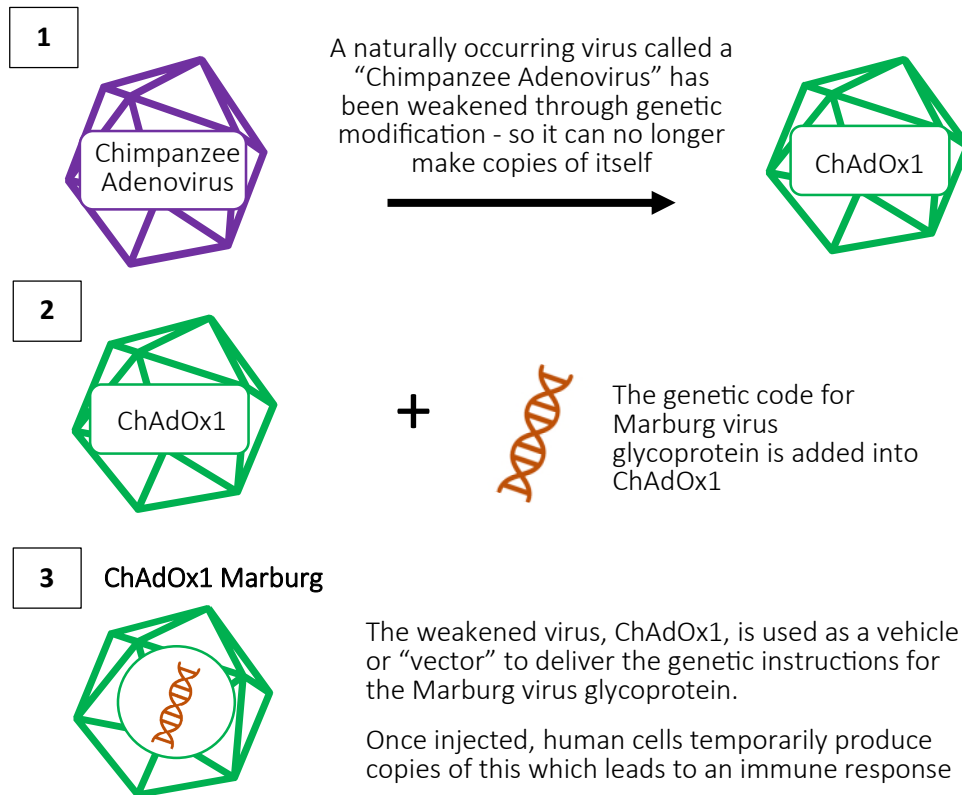 1
A naturally occurring virus called a
“Chimpanzee Adenovirus” has
been weakened through genetic
modification - so it can no longer
make copies of itself
Chimpanzee
Adenovirus
ChAdOx1
2
ChAdOx1
+
The genetic code for
Marburg virus
glycoprotein is added into
ChAdOx1
3
ChAdOx1 Marburg
The weakened virus, ChAdOx1, is used as a vehicle
or “vector” to deliver the genetic instructions for
the Marburg virus glycoprotein.
Once injected, human cells temporarily produce
copies of this which leads to an immune response